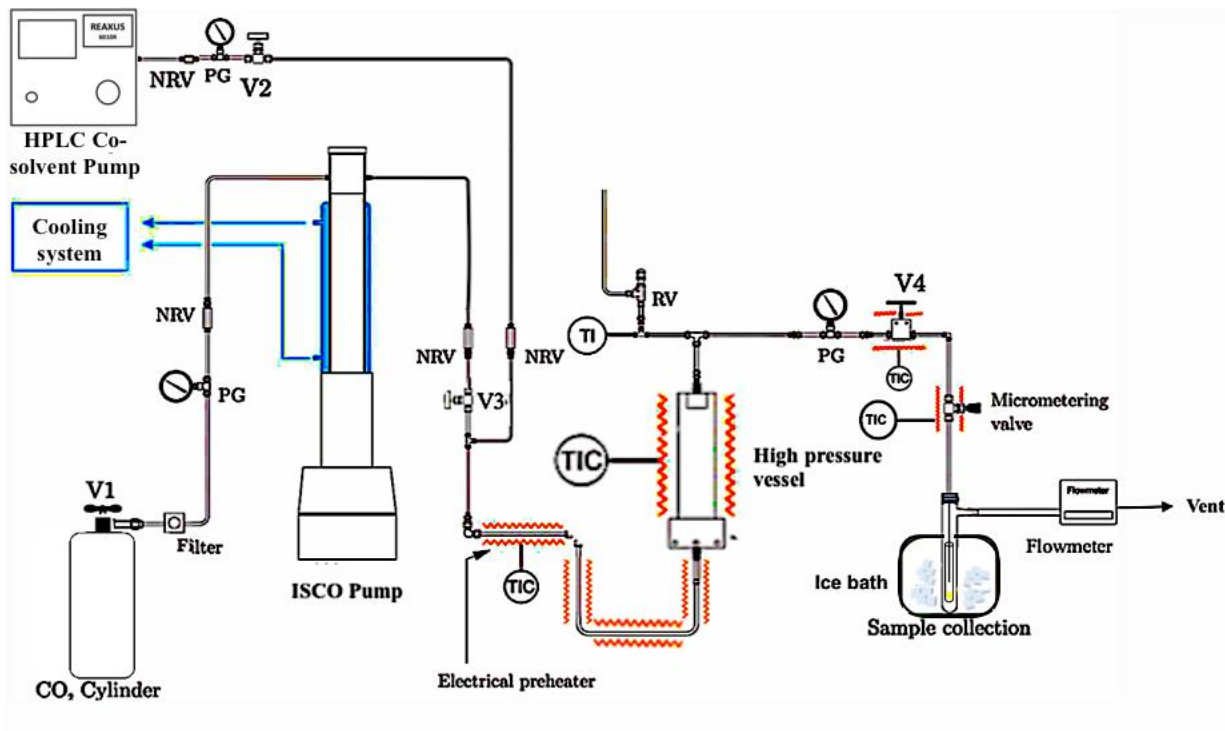 REAXUS
6010R
NRV
PG
V2
HPLC Co-
solvent Pump
Cooling
system
NRV
PG
V1
Filter
CO₂ Cylinder
ISCO Pump
NRV
NRV
V3
TIC
Electrical preheater
RV
TI
TIC
High pressure
vessel
PG
V4
TIC
TIC
Micrometering
valve
Flowmeter
Flowmeter
Vent
Ice bath
Sample collection